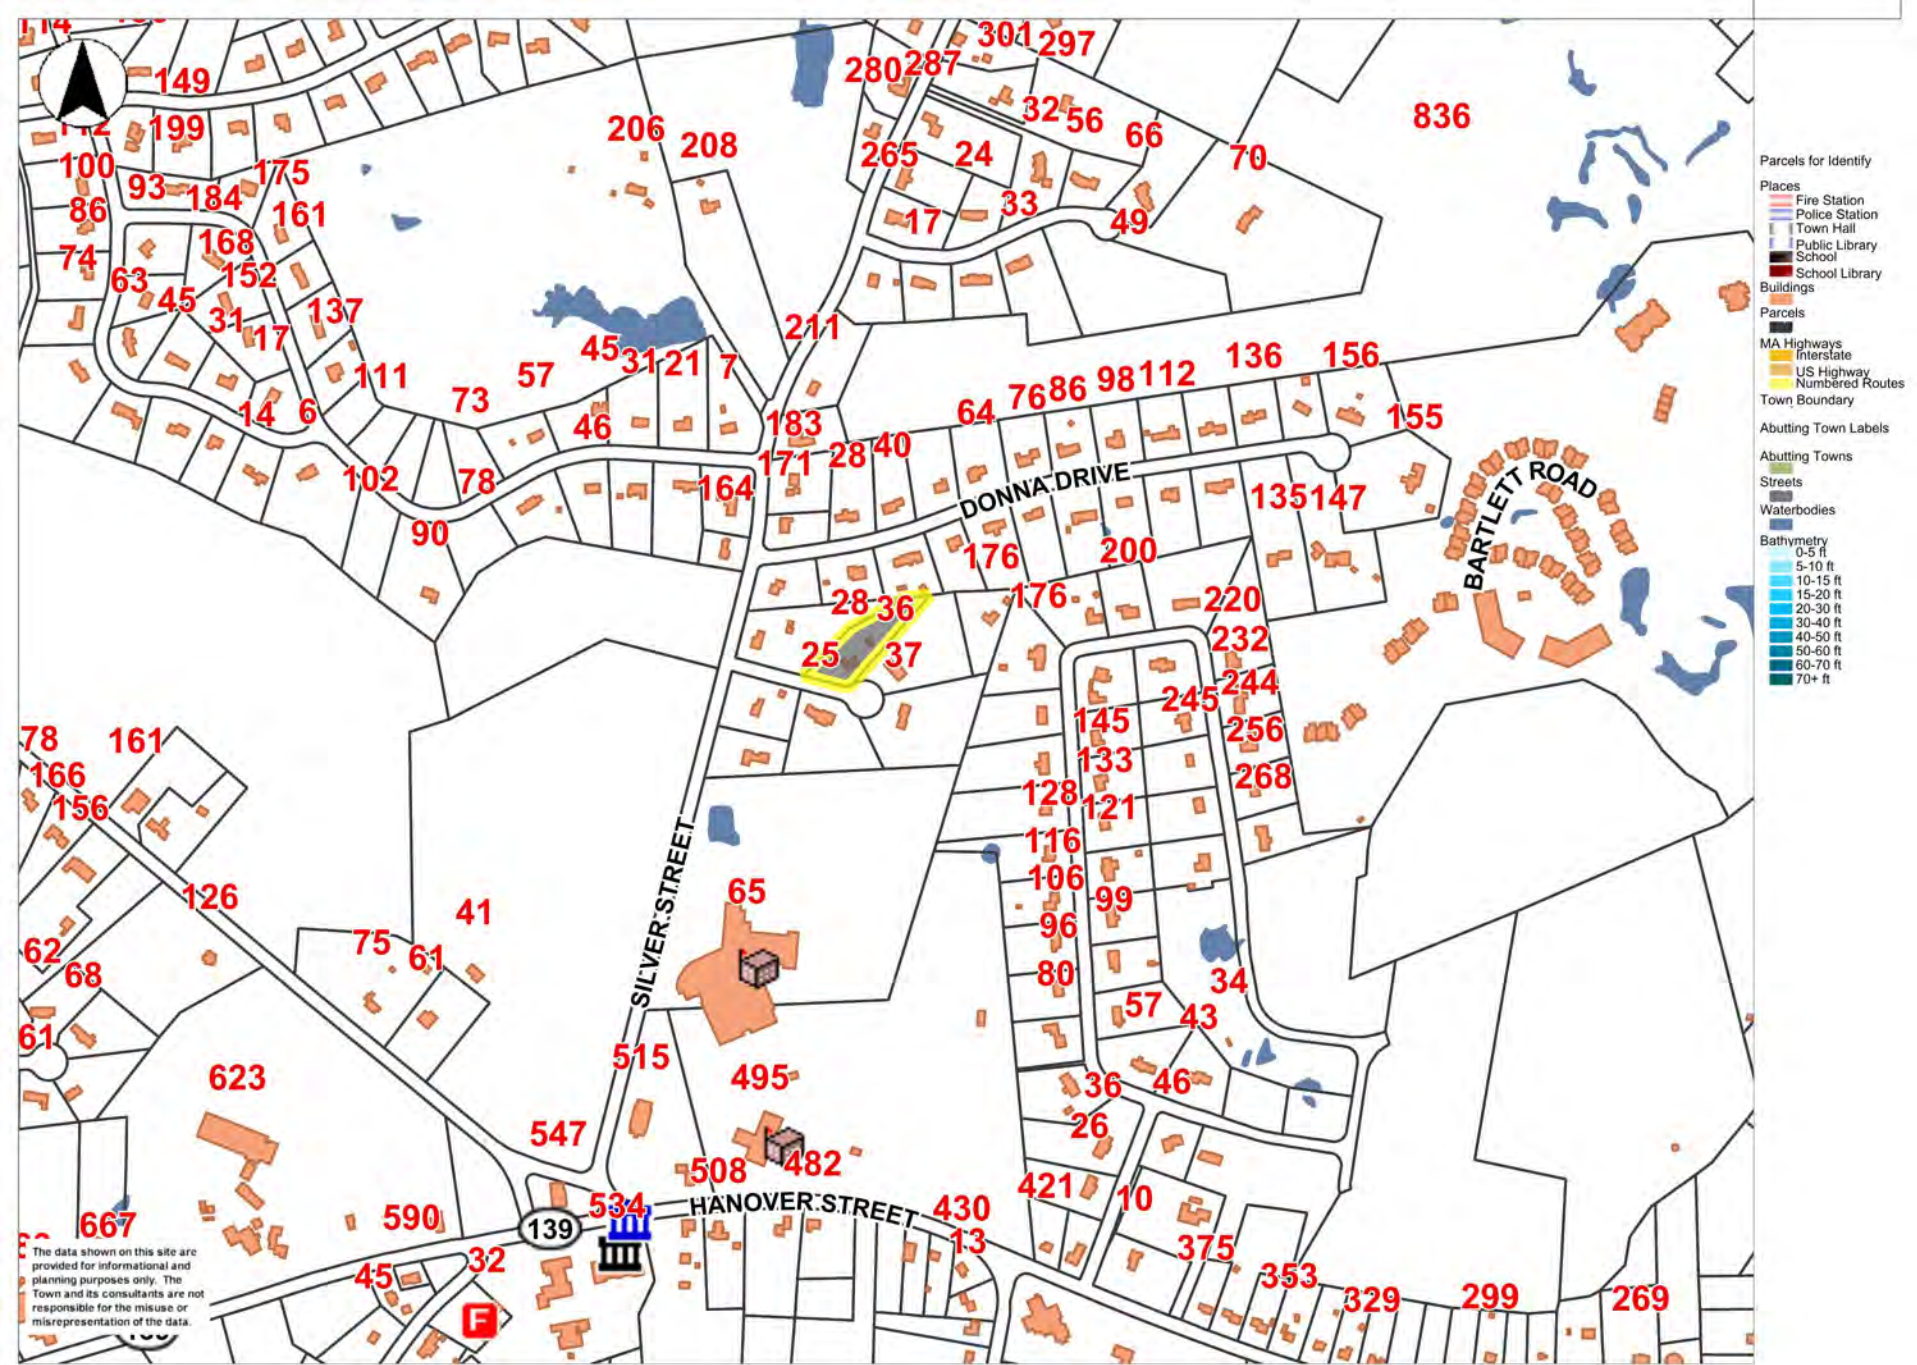 301
297
280
287
149
32
56
836
199
206
208
66
265
24
70
100
93
184
175
86
161
33
17
49
74
168
63
152
45
31
137
17
211
45
31
21
7
111
57
73
136
156
76
86
98
112
14
6
46
64
183
155
28
40
171
102
78
164
DONNA DRIVE
135
147
BARTLETT ROAD
90
176
200
28
36
176
220
25
37
232
244
245
145
256
133
268
78
161
166
156
128
121
116
106
65
99
126
41
SILVER STREET
75
61
96
62
68
80
34
57
43
61
515
623
495
36
46
26
547
508
482
421
10
534
HANOVER STREET
430
590
139
667
13
32
45
375
353
329
299
269
F
The data shown on this site are
provided for informational and
planning purposes only. The
Town and its consultants are not
responsible for the misuse or
misrepresentation of the data.
Parcels for Identify
Places
Fire Station
Police Station
Town Hall
Public Library
School
School Library
Buildings
Parcels
MA Highways
Interstate
US Highway
Numbered Routes
Town Boundary
Abutting Town Labels
Abutting Towns
Streets
Waterbodies
Bathymetry
0-5 ft
5-10 ft
10-15 ft
15-20 ft
20-30 ft
30-40 ft
40-50 ft
50-60 ft
60-70 ft
70+ ft